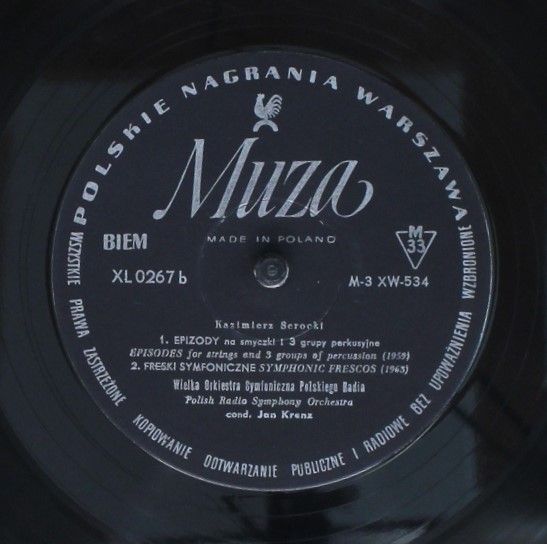 POLSKIE NAGRANIA WARSZAWA
Muza
BIEM
MADE IN POLAND
M
33
XL 0267 b
M-3 XW-534
Kazimierz Serocki
1. EPIZODY na smyczki i 3 grupy perkusyjne
EPISODES for strings and 3 groups of percussion (1959)
2. FRESKI SYMFONICZNE SYMPHONIC FRESCOS (1963)
Wielka Orkiestra Symfoniczna Polskiego Radia
Polish Radio Symphony Orchestra
cond. Jan Krenz
WSZYSTKIE PRAWA ZASTRZEŻONE KOPIOWANIE ODTWARZANIE PUBLICZNE I RADIOWE BEZ UPOWAŻNIENIA WZBRONIONE